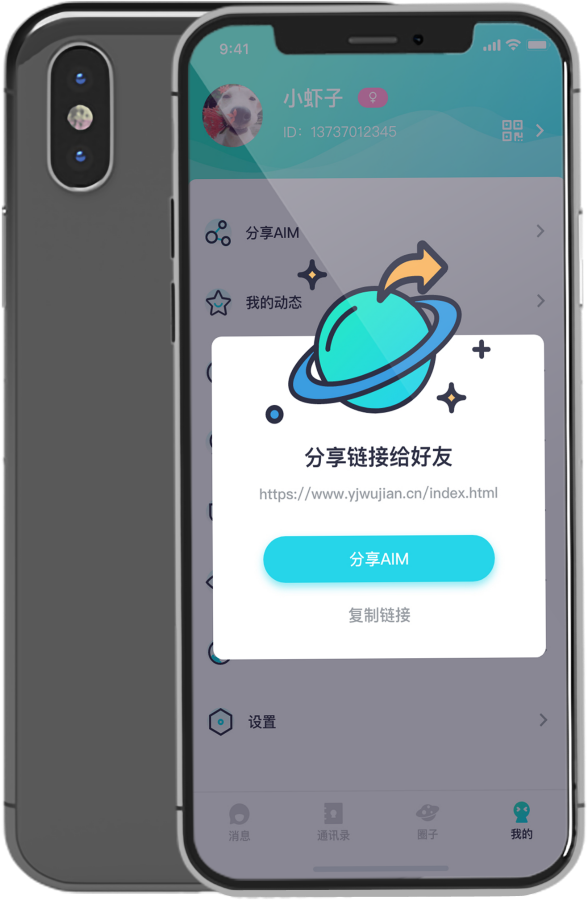 9:41
小虾子
ID: 13737012345
分享AIM
我的动态
分享链接给好友
https://www.yjwujian.cn/index.html
分享AIM
复制链接
设置
消息
通讯录
圈子
我的